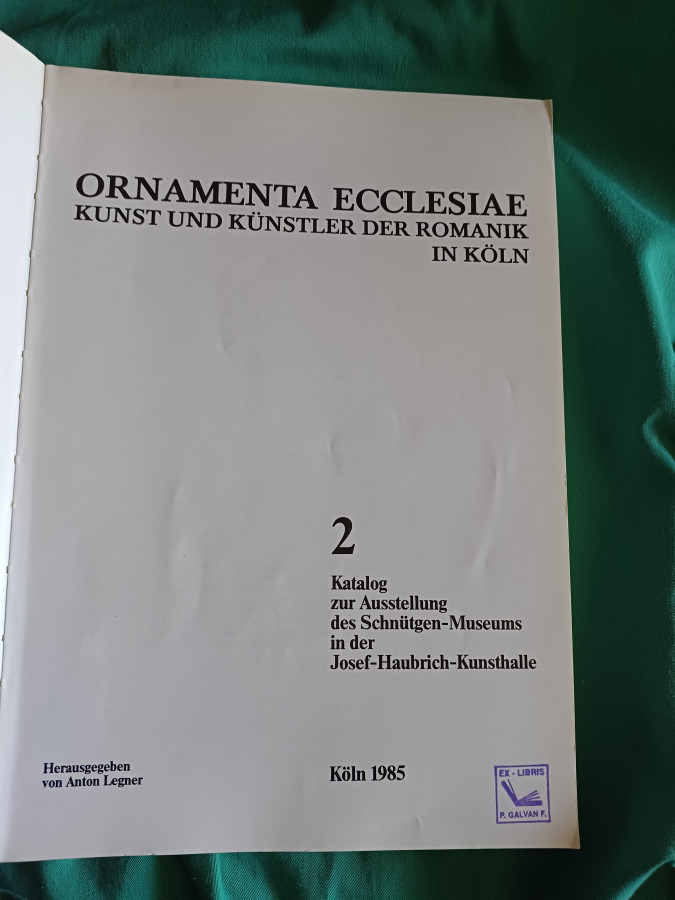 ORNAMENTA ECCLESIAE
KUNST UND KÜNSTLER DER ROMANIK
IN KÖLN
2
Katalog
zur Ausstellung
des Schnütgen-Museums
in der
Josef-Haubrich-Kunsthalle
Herausgegeben
von Anton Legner
Köln 1985
EX-LIBRIS
P. GALVAN F.